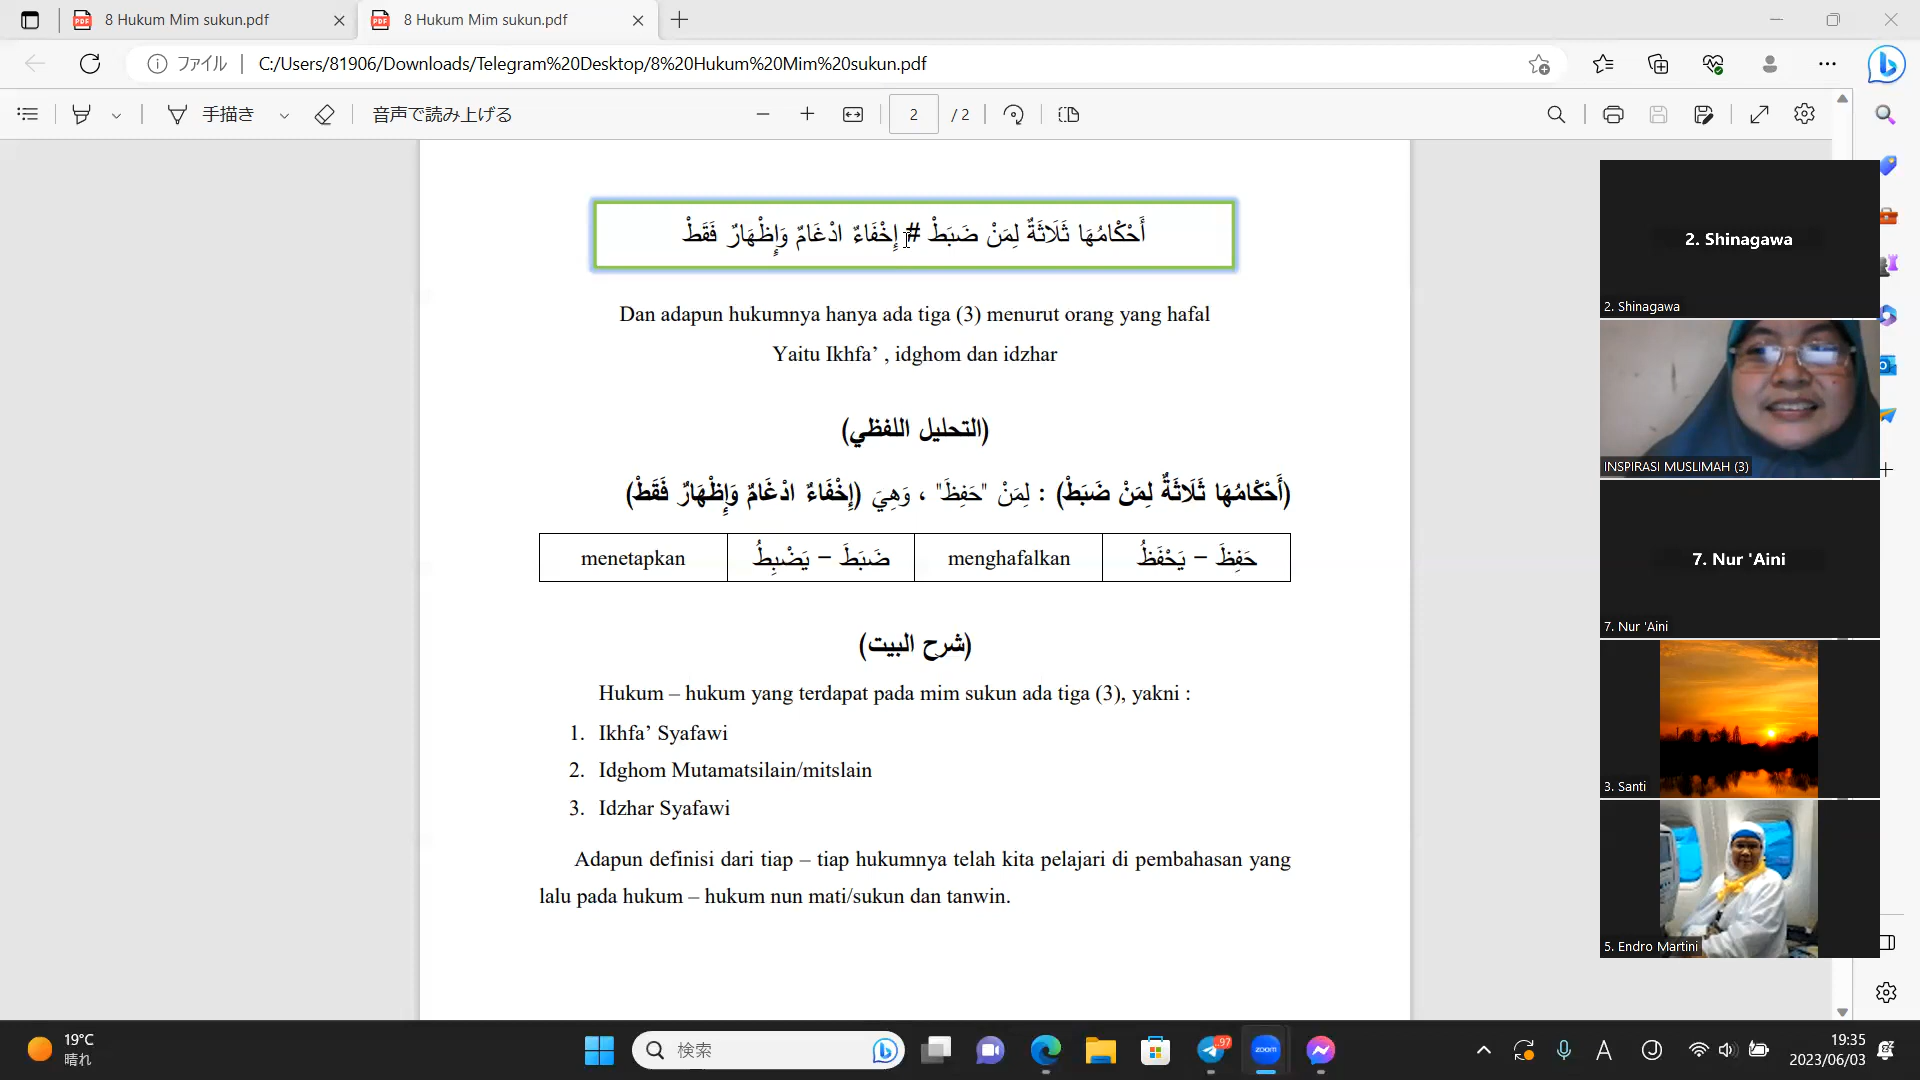 8 Hukum Mim sukun.pdf
8 Hukum Mim sukun.pdf
ファイル
C:/Users/81906/Downloads/Telegram%20Desktop/8%20Hukum%20Mim%20sukun.pdf
手描き
音声で読み上げる
2 / 2
أَحْكَامُهَا ثَلَاثَةٌ لِمَنْ ضَبَطْ # إِخْفَاءٌ ادْغَامٌ وَإِظْهَارٌ فَقَطْ
Dan adapun hukumnya hanya ada tiga (3) menurut orang yang hafal
Yaitu Ikhfa’ , idghom dan idzhar
(التحليل اللفظي)
(أَحْكَامُهَا ثَلَاثَةٌ لِمَنْ ضَبَطْ) : لِمَنْ "حَفِظَ" ، وَهِيَ (إِخْفَاءٌ ادْغَامٌ وَإِظْهَارٌ فَقَطْ)
menetapkan ضَبَطَ – يَضْبِطُ menghafalkan حَفِظَ – يَحْفَظُ
(شرح البيت)
Hukum – hukum yang terdapat pada mim sukun ada tiga (3), yakni :
1. Ikhfa’ Syafawi
2. Idghom Mutamatsilain/mitslain
3. Idzhar Syafawi
Adapun definisi dari tiap – tiap hukumnya telah kita pelajari di pembahasan yang
lalu pada hukum – hukum nun mati/sukun dan tanwin.
2. Shinagawa
2. Shinagawa
INSPIRASI MUSLIMAH (3)
7. Nur 'Aini
7. Nur 'Aini
3. Santi
5. Endro Martini
19°C
晴れ
検索
97
zoom
A
J
19:35
2023/06/03